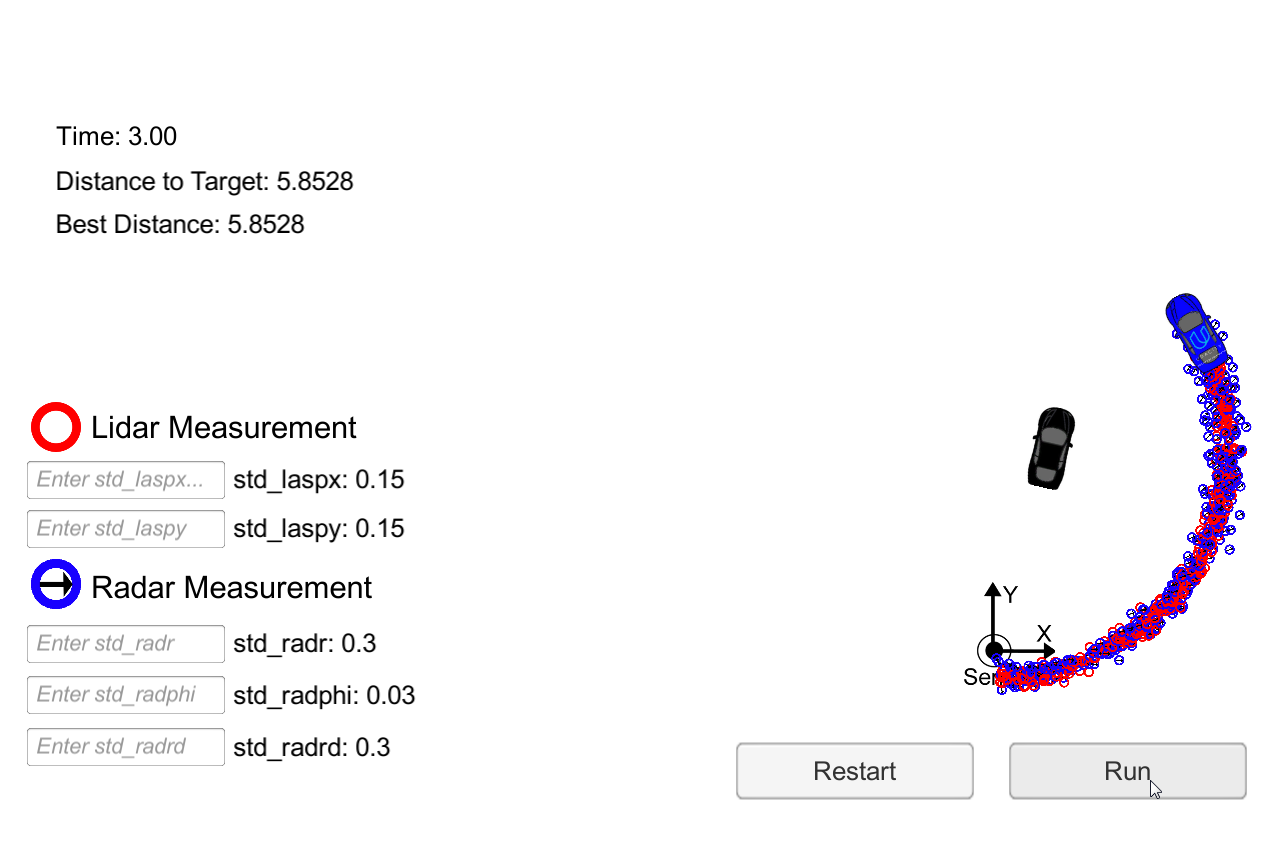 Time: 3.00
Distance to Target: 5.8528
Best Distance: 5.8528
Lidar Measurement
Enter std_laspx... std_laspx: 0.15
Enter std_laspy std_laspy: 0.15
Radar Measurement
Enter std_radr std_radr: 0.3
Enter std_radphi std_radphi: 0.03
Enter std_radrd std_radrd: 0.3
Y
X
Restart
Run